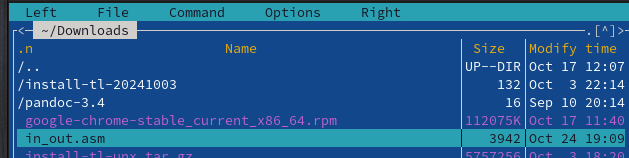 Left File Command Options Right
<─ ~/Downloads .[^]>
.n Name Size Modify time
/.. UP--DIR Oct 17 12:07
/install-tl-20241003 132 Oct 3 22:14
/pandoc-3.4 16 Sep 10 20:14
google-chrome-stable_current_x86_64.rpm 112075K Oct 17 11:40
in_out.asm 3942 Oct 24 19:09
install-tl-unx.tar.gz 5757256 Oct 3 18:20